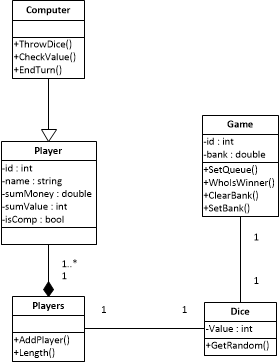 Computer
+ThrowDice()
+CheckValue()
+EndTurn()
Player
-id : int
-name : string
-sumMoney : double
-sumValue : int
-isComp : bool
1..*
1
Players
+AddPlayer()
+Length()
Game
-id : int
-bank : double
+SetQueue()
+WhoIsWinner()
+ClearBank()
+SetBank()
1
1
1
1
Dice
-Value : int
+GetRandom()